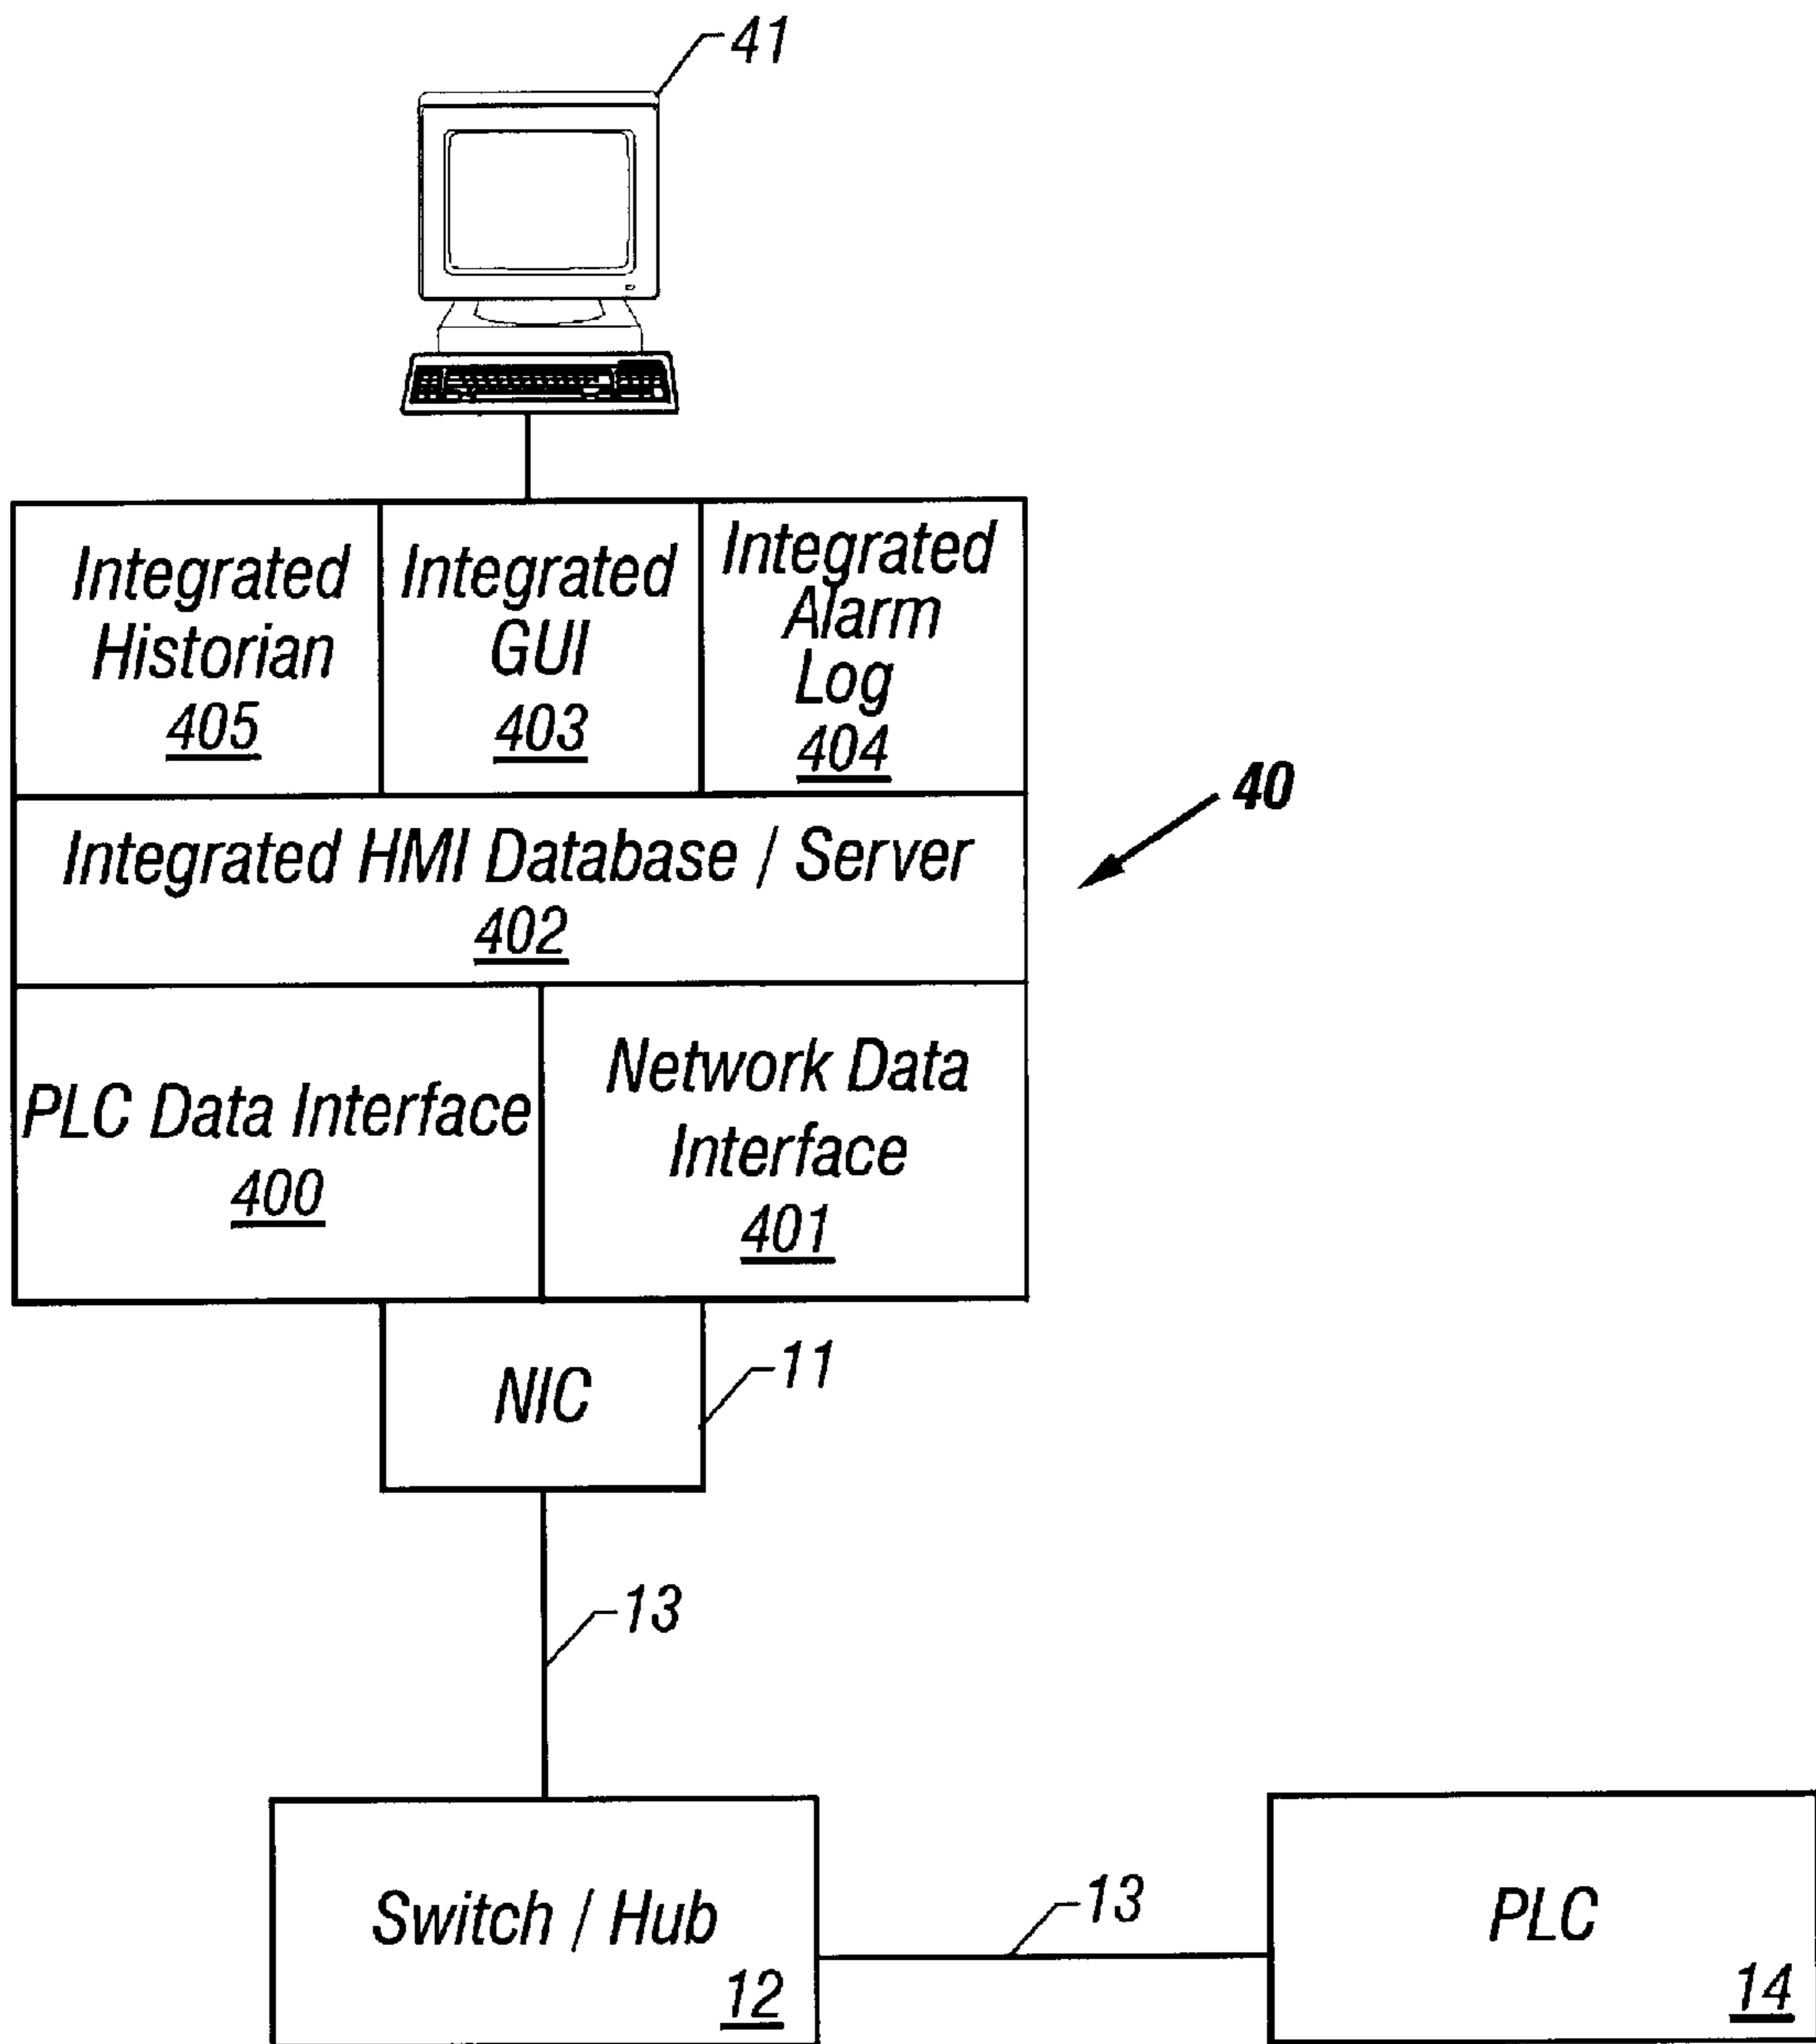 41
Integrated
Historian
405
Integrated
GUI
403
Integrated
Alarm
Log
404
40
Integrated HMI Database / Server
402
PLC Data Interface
400
Network Data
Interface
401
NIC
11
13
Switch / Hub
12
13
PLC
14